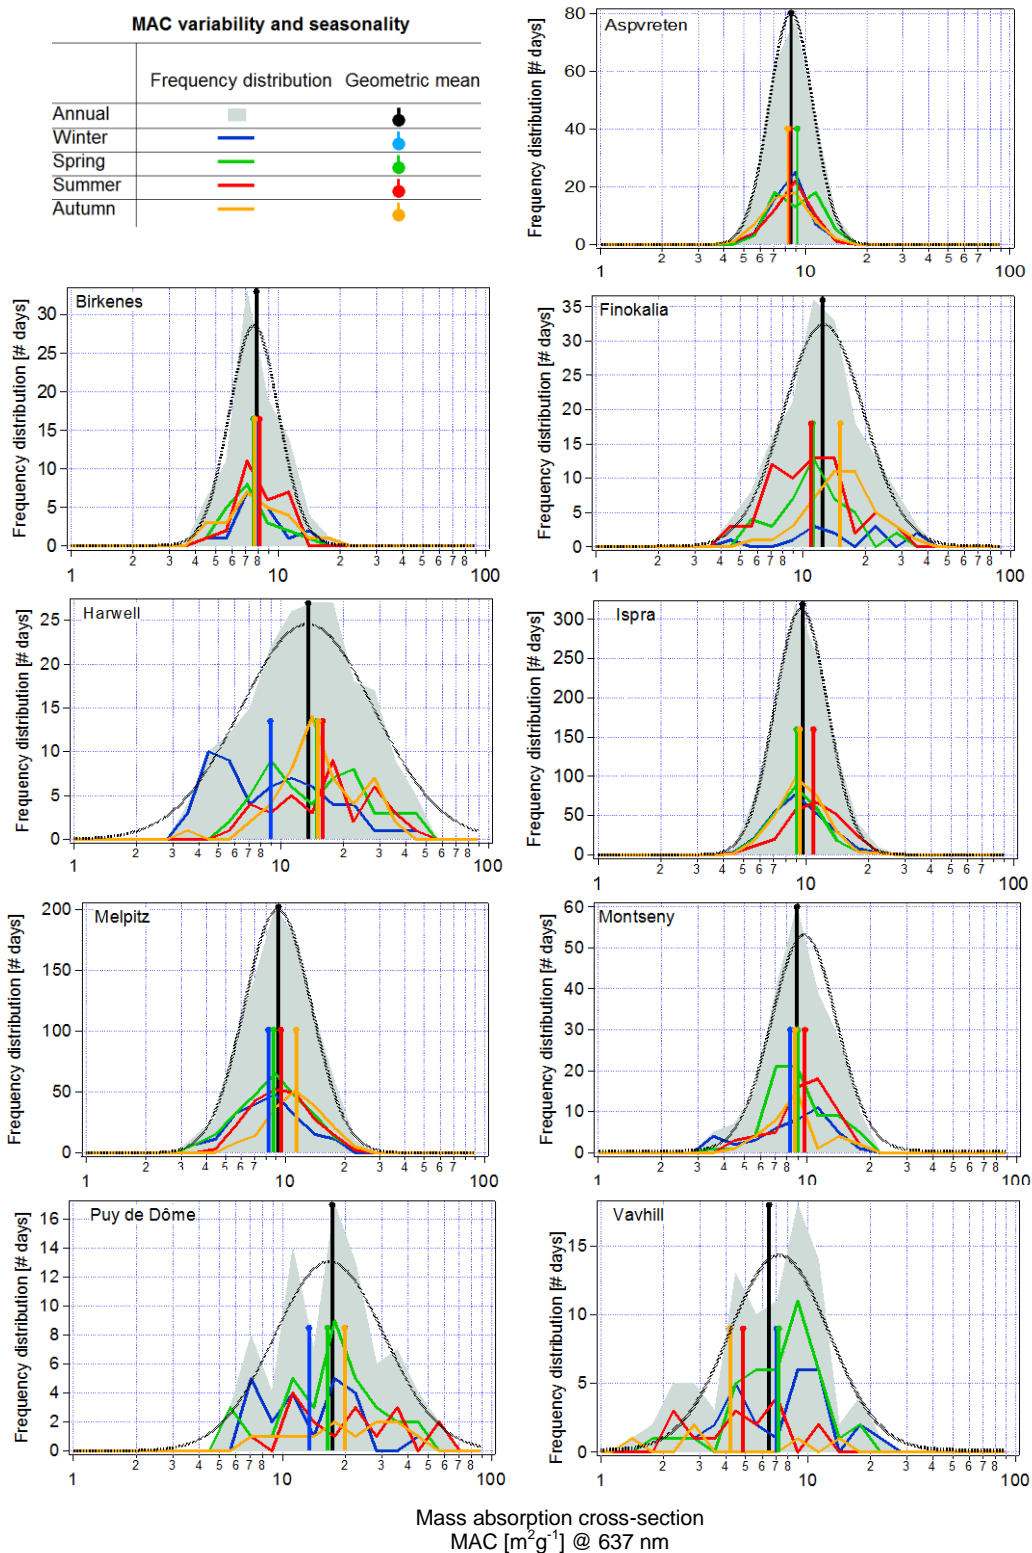 MAC variability and seasonality
Frequency distribution Geometric mean
Annual
Winter
Spring
Summer
Autumn
Aspvreten
Frequency distribution [# days]
80
60
40
20
0
1 2 3 4 5 6 7 10 2 3 4 5 6 7 8 100
Birkenes
Frequency distribution [# days]
30
25
20
15
10
5
0
1 2 3 4 5 6 7 8 10 2 3 4 5 6 7 8 100
Finokalia
Frequency distribution [# days]
35
30
25
20
15
10
5
0
1 2 3 4 5 6 7 8 10 2 3 4 5 6 7 8 100
Harwell
Frequency distribution [# days]
25
20
15
10
5
0
1 2 3 4 5 6 7 8 10 2 3 4 5 6 7 8 100
Ispra
Frequency distribution [# days]
300
250
200
150
100
50
0
1 2 3 4 5 6 7 10 2 3 4 5 6 7 8 100
Melpitz
Frequency distribution [# days]
200
150
100
50
0
1 2 3 4 5 6 7 10 2 3 4 5 6 7 8 100
Montseny
Frequency distribution [# days]
60
50
40
30
20
10
0
1 2 3 4 5 6 7 8 10 2 3 4 5 6 7 8 100
Puy de Dôme
Frequency distribution [# days]
16
14
12
10
8
6
4
2
0
1 2 3 4 5 6 7 8 10 2 3 4 5 6 7 8 100
Vavhill
Frequency distribution [# days]
15
10
5
0
1 2 3 4 5 6 7 8 10 2 3 4 5 6 7 8 100
Mass absorption cross-section
MAC [m²g⁻¹] @ 637 nm